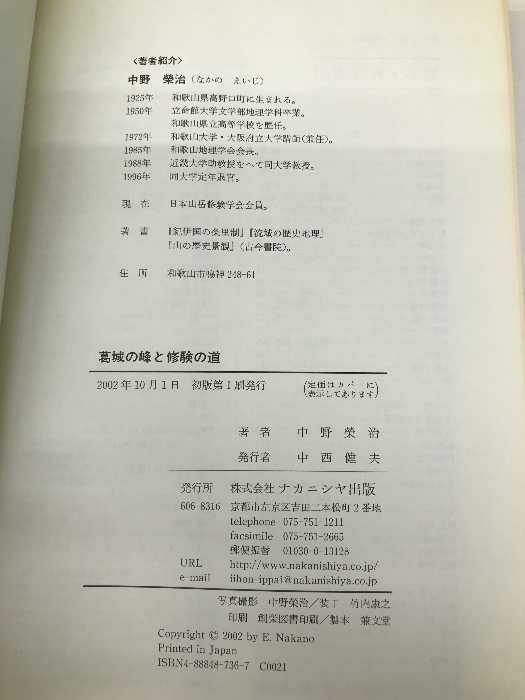 〈著者紹介〉
中野 榮治（なかの えいじ）
1925年 和歌山県高野口町に生まれる。
1950年 立命館大学文学部地理学科卒業。
和歌山県立高等学校を歴任。
1972年 和歌山大学・大阪府立大学講師(兼任)。
1985年 和歌山地理学会会長。
1988年 近畿大学助教授をへて同大学教授。
1996年 同大学定年退官。
現 在 日本山岳修験学会会員。
著 書 『紀伊国の条里制』『流域の歴史地理』
『山の歴史景観』（古今書院）。
住 所 和歌山市鳴神248-61
葛城の峰と修験の道
2002年10月1日 初版第1刷発行 (定価はカバーに
表示してあります)
著 者 中野榮治
発行者 中西健夫
発行所 株式会社 ナカニシヤ出版
606-8316 京都市左京区吉田二本松町2番地
telephone 075-751-1211
facsimile 075-751-2665
郵便振替 01030-0-13128
URL http://www.nakanishiya.co.jp/
e-mail iihon-ippai@nakanishiya.co.jp
写真撮影 中野榮治／装丁 竹内康之
印刷 創栄図書印刷／製本 兼文堂
Copyright © 2002 by E. Nakano
Printed in Japan
ISBN4-88848-736-7 C0021